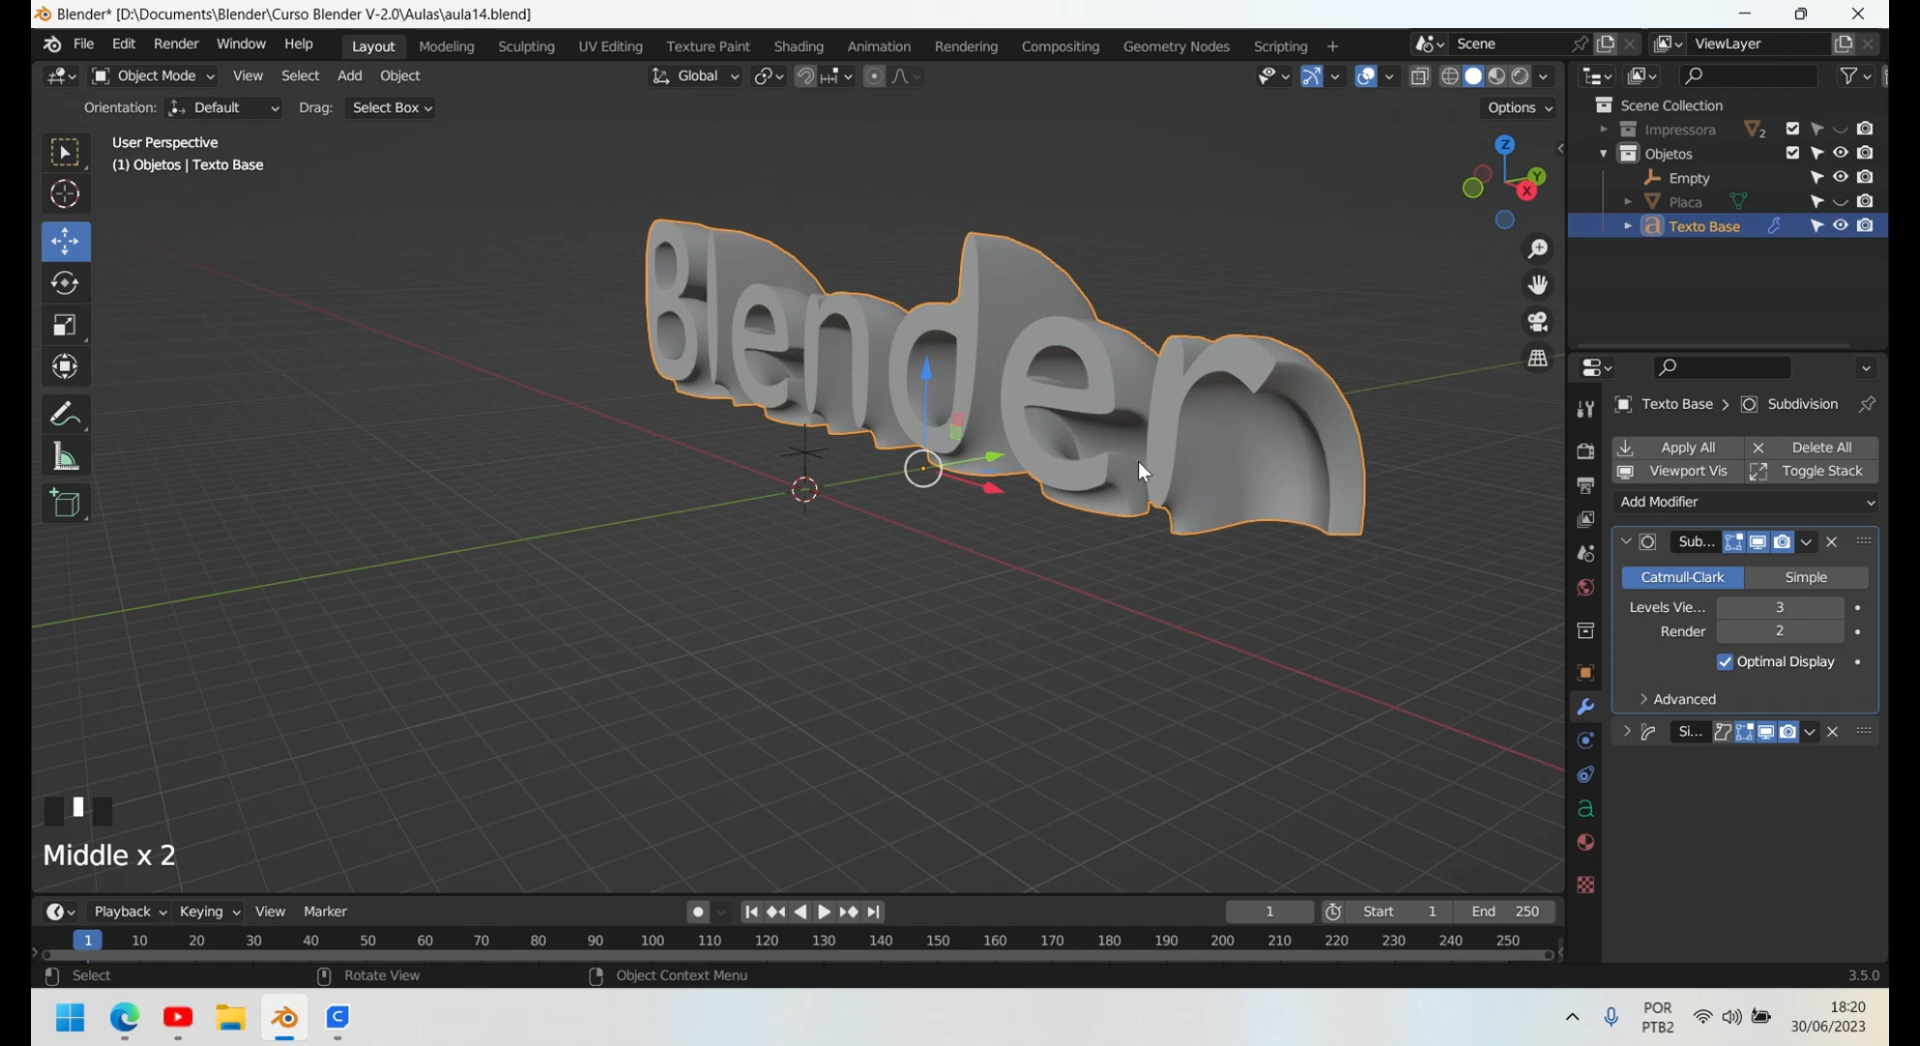 Blender* [D:\Documents\Blender\Curso Blender V-2.0\Aulas\aula14.blend]
File Edit Render Window Help Layout Modeling Sculpting UV Editing Texture Paint Shading Animation Rendering Compositing Geometry Nodes Scripting + Scene ViewLayer
Object Mode View Select Add Object Global
Orientation: Default Drag: Select Box Options
User Perspective
(1) Objetos | Texto Base
Z
Y
X
Blender
Scene Collection
Impressora 2
Objetos
Empty
Placa
Texto Base
Texto Base > Subdivision
Apply All Delete All
Viewport Vis Toggle Stack
Add Modifier
Sub...
Catmull-Clark Simple
Levels Vie... 3
Render 2
Optimal Display
Advanced
Si...
Middle x 2
Playback Keying View Marker 1 Start 1 End 250
1 10 20 30 40 50 60 70 80 90 100 110 120 130 140 150 160 170 180 190 200 210 220 230 240 250
Select Rotate View Object Context Menu 3.5.0
POR
PTB2
18:20
30/06/2023